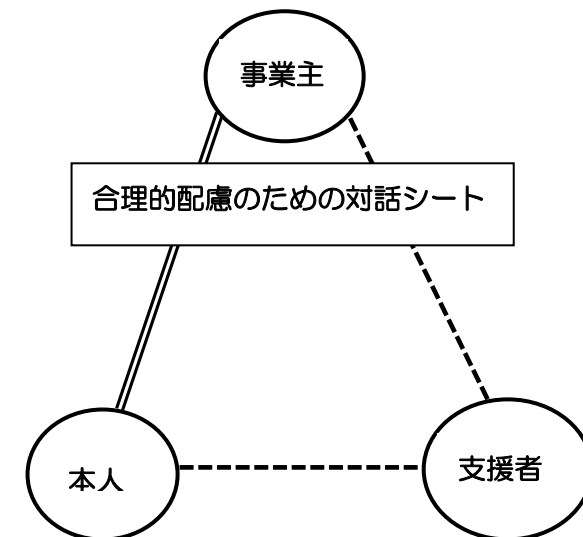 事業主
合理的配慮のための対話シート
本人
支援者